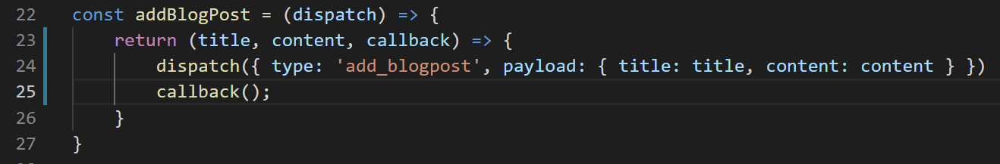 22 const addBlogPost = (dispatch) => {
23     return (title, content, callback) => {
24         dispatch({ type: 'add_blogpost', payload: { title: title, content: content } })
25         callback();
26     }
27 }